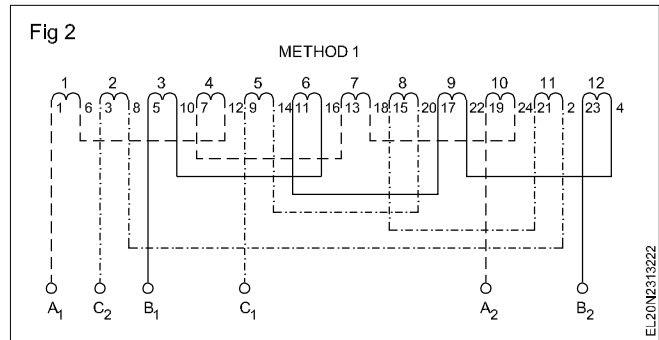 Fig 2
METHOD 1
1 2 3 4 5 6 7 8 9 10 11 12
1 6 3 8 5 10 7 12 9 14 11 16 13 18 15 20 17 22 19 24 21 2 23 4
A1 C2 B1 C1 A2 B2
EL20N2313222